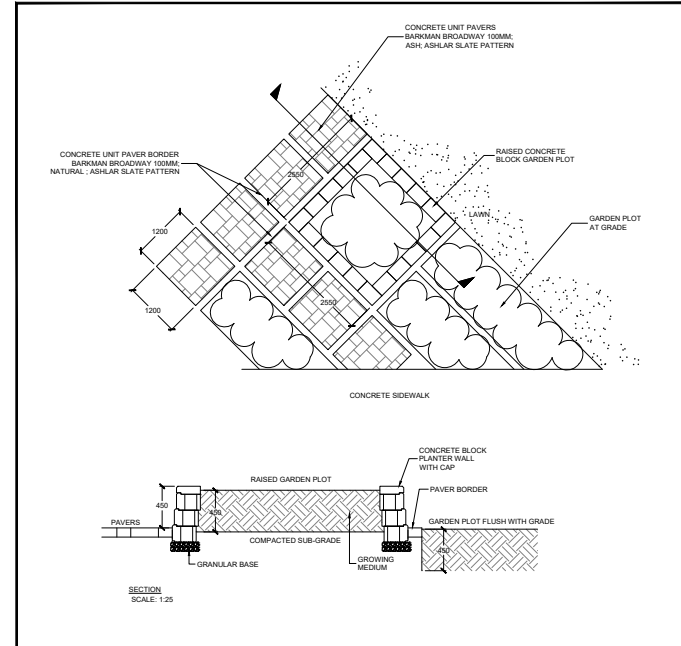 CONCRETE UNIT PAVERS
BARKMAN BROADWAY 100MM;
ASH; ASHLAR SLATE PATTERN
CONCRETE UNIT PAVER BORDER
BARKMAN BROADWAY 100MM;
NATURAL ; ASHLAR SLATE PATTERN
2550
RAISED CONCRETE
BLOCK GARDEN PLOT
LAWN
GARDEN PLOT
AT GRADE
1200
1200
2550
CONCRETE SIDEWALK
CONCRETE BLOCK
PLANTER WALL
WITH CAP
RAISED GARDEN PLOT
PAVER BORDER
450
450
PAVERS
GARDEN PLOT FLUSH WITH GRADE
COMPACTED SUB-GRADE
450
GRANULAR BASE
GROWING
MEDIUM
SECTION
SCALE: 1:25